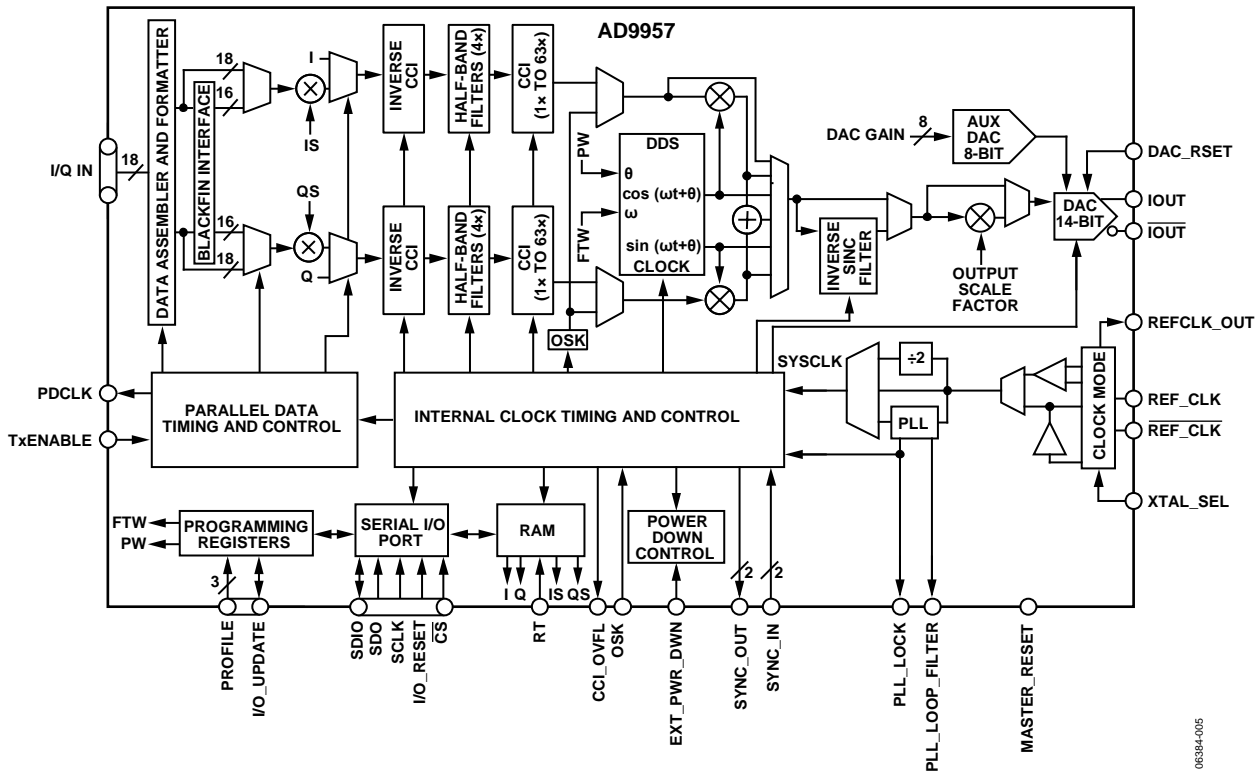 AD9957
I/Q IN
18
DATA ASSEMBLER AND FORMATTER
BLACKFIN INTERFACE
18
16
16
18
IS
QS
I
Q
INVERSE
CCI
INVERSE
CCI
HALF-BAND
FILTERS (4×)
HALF-BAND
FILTERS (4×)
CCI
(1× TO 63×)
CCI
(1× TO 63×)
OSK
PW
FTW
DDS
θ
cos (ωt+θ)
ω
sin (ωt+θ)
CLOCK
INVERSE
SINC
FILTER
OUTPUT
SCALE
FACTOR
DAC GAIN
8
AUX
DAC
8-BIT
DAC
14-BIT
DAC_RSET
IOUT
IOUT
REFCLK_OUT
REF_CLK
REF_CLK
XTAL_SEL
CLOCK MODE
SYSCLK
÷2
PLL
PDCLK
TxENABLE
PARALLEL DATA
TIMING AND CONTROL
INTERNAL CLOCK TIMING AND CONTROL
FTW
PW
PROGRAMMING
REGISTERS
SERIAL I/O
PORT
RAM
POWER
DOWN
CONTROL
3
I
Q
IS
QS
2
2
PROFILE
I/O_UPDATE
SDIO
SDO
SCLK
I/O_RESET
CS
RT
CCI_OVFL
OSK
EXT_PWR_DWN
SYNC_OUT
SYNC_IN
PLL_LOCK
PLL_LOOP_FILTER
MASTER_RESET
06384-005